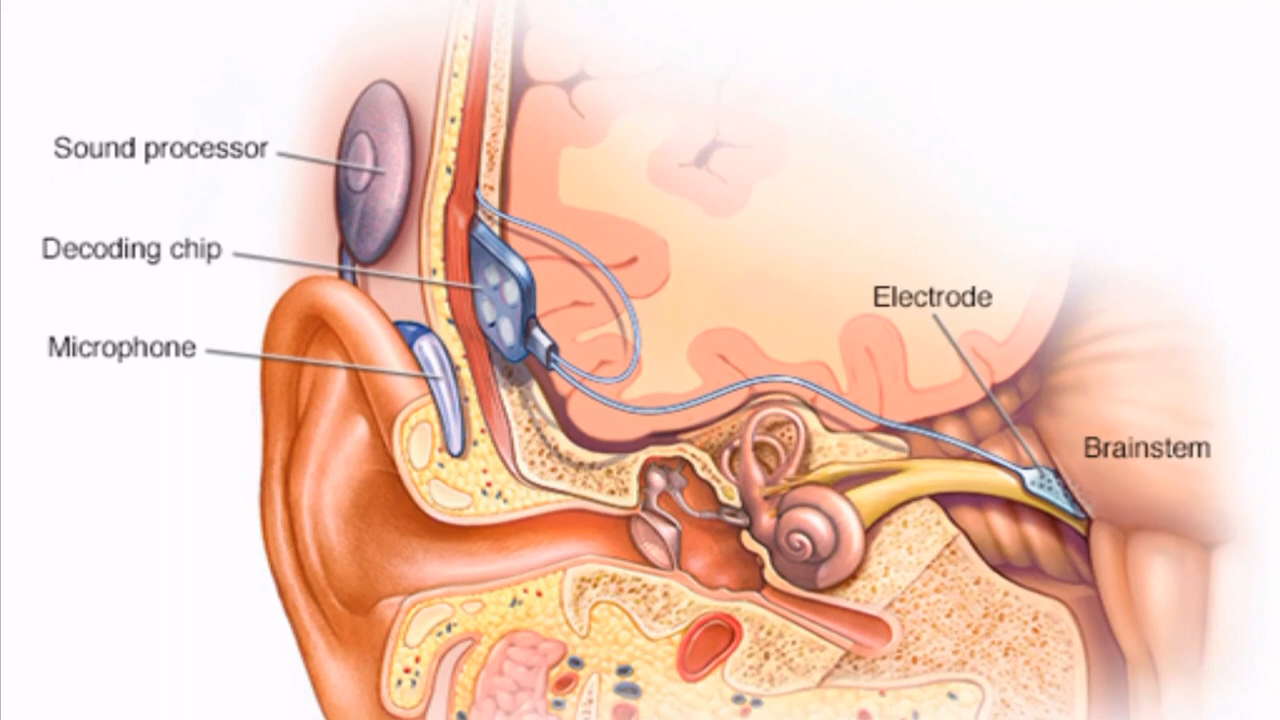 Sound processor
Decoding chip
Electrode
Microphone
Brainstem